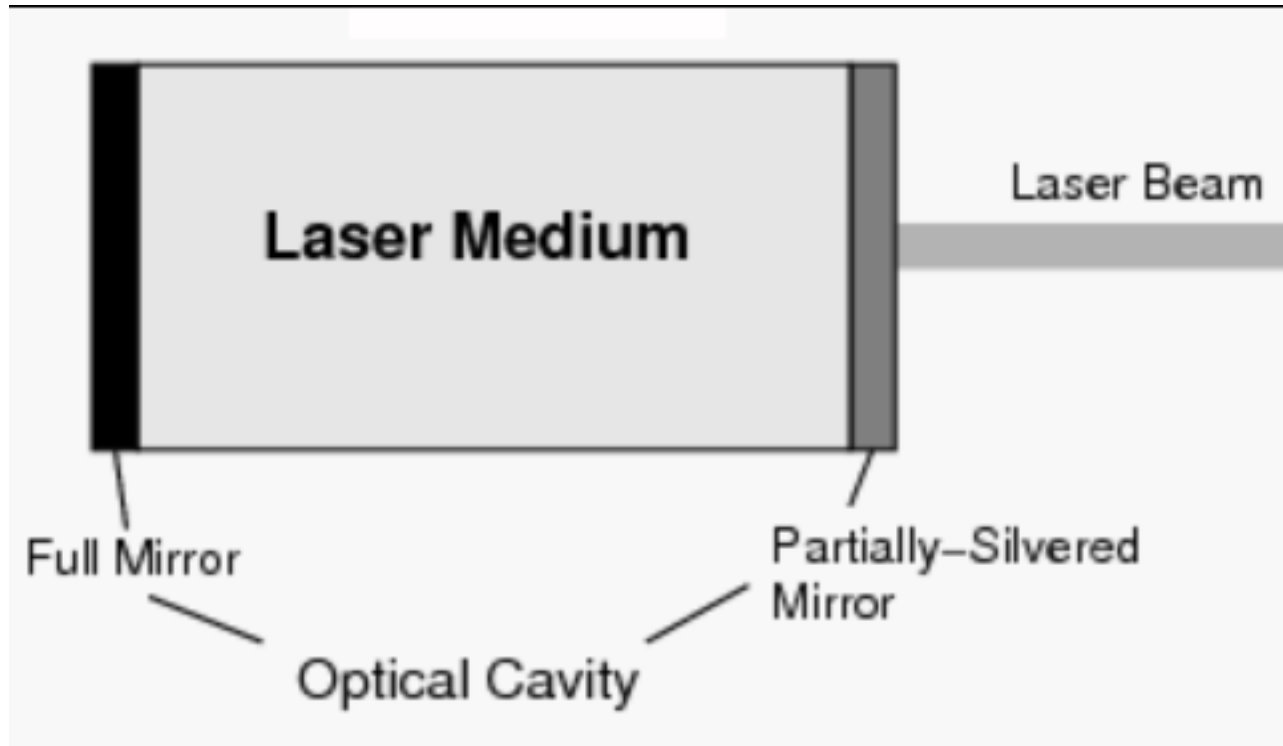 Laser Medium
Laser Beam
Full Mirror
Partially–Silvered
Mirror
Optical Cavity